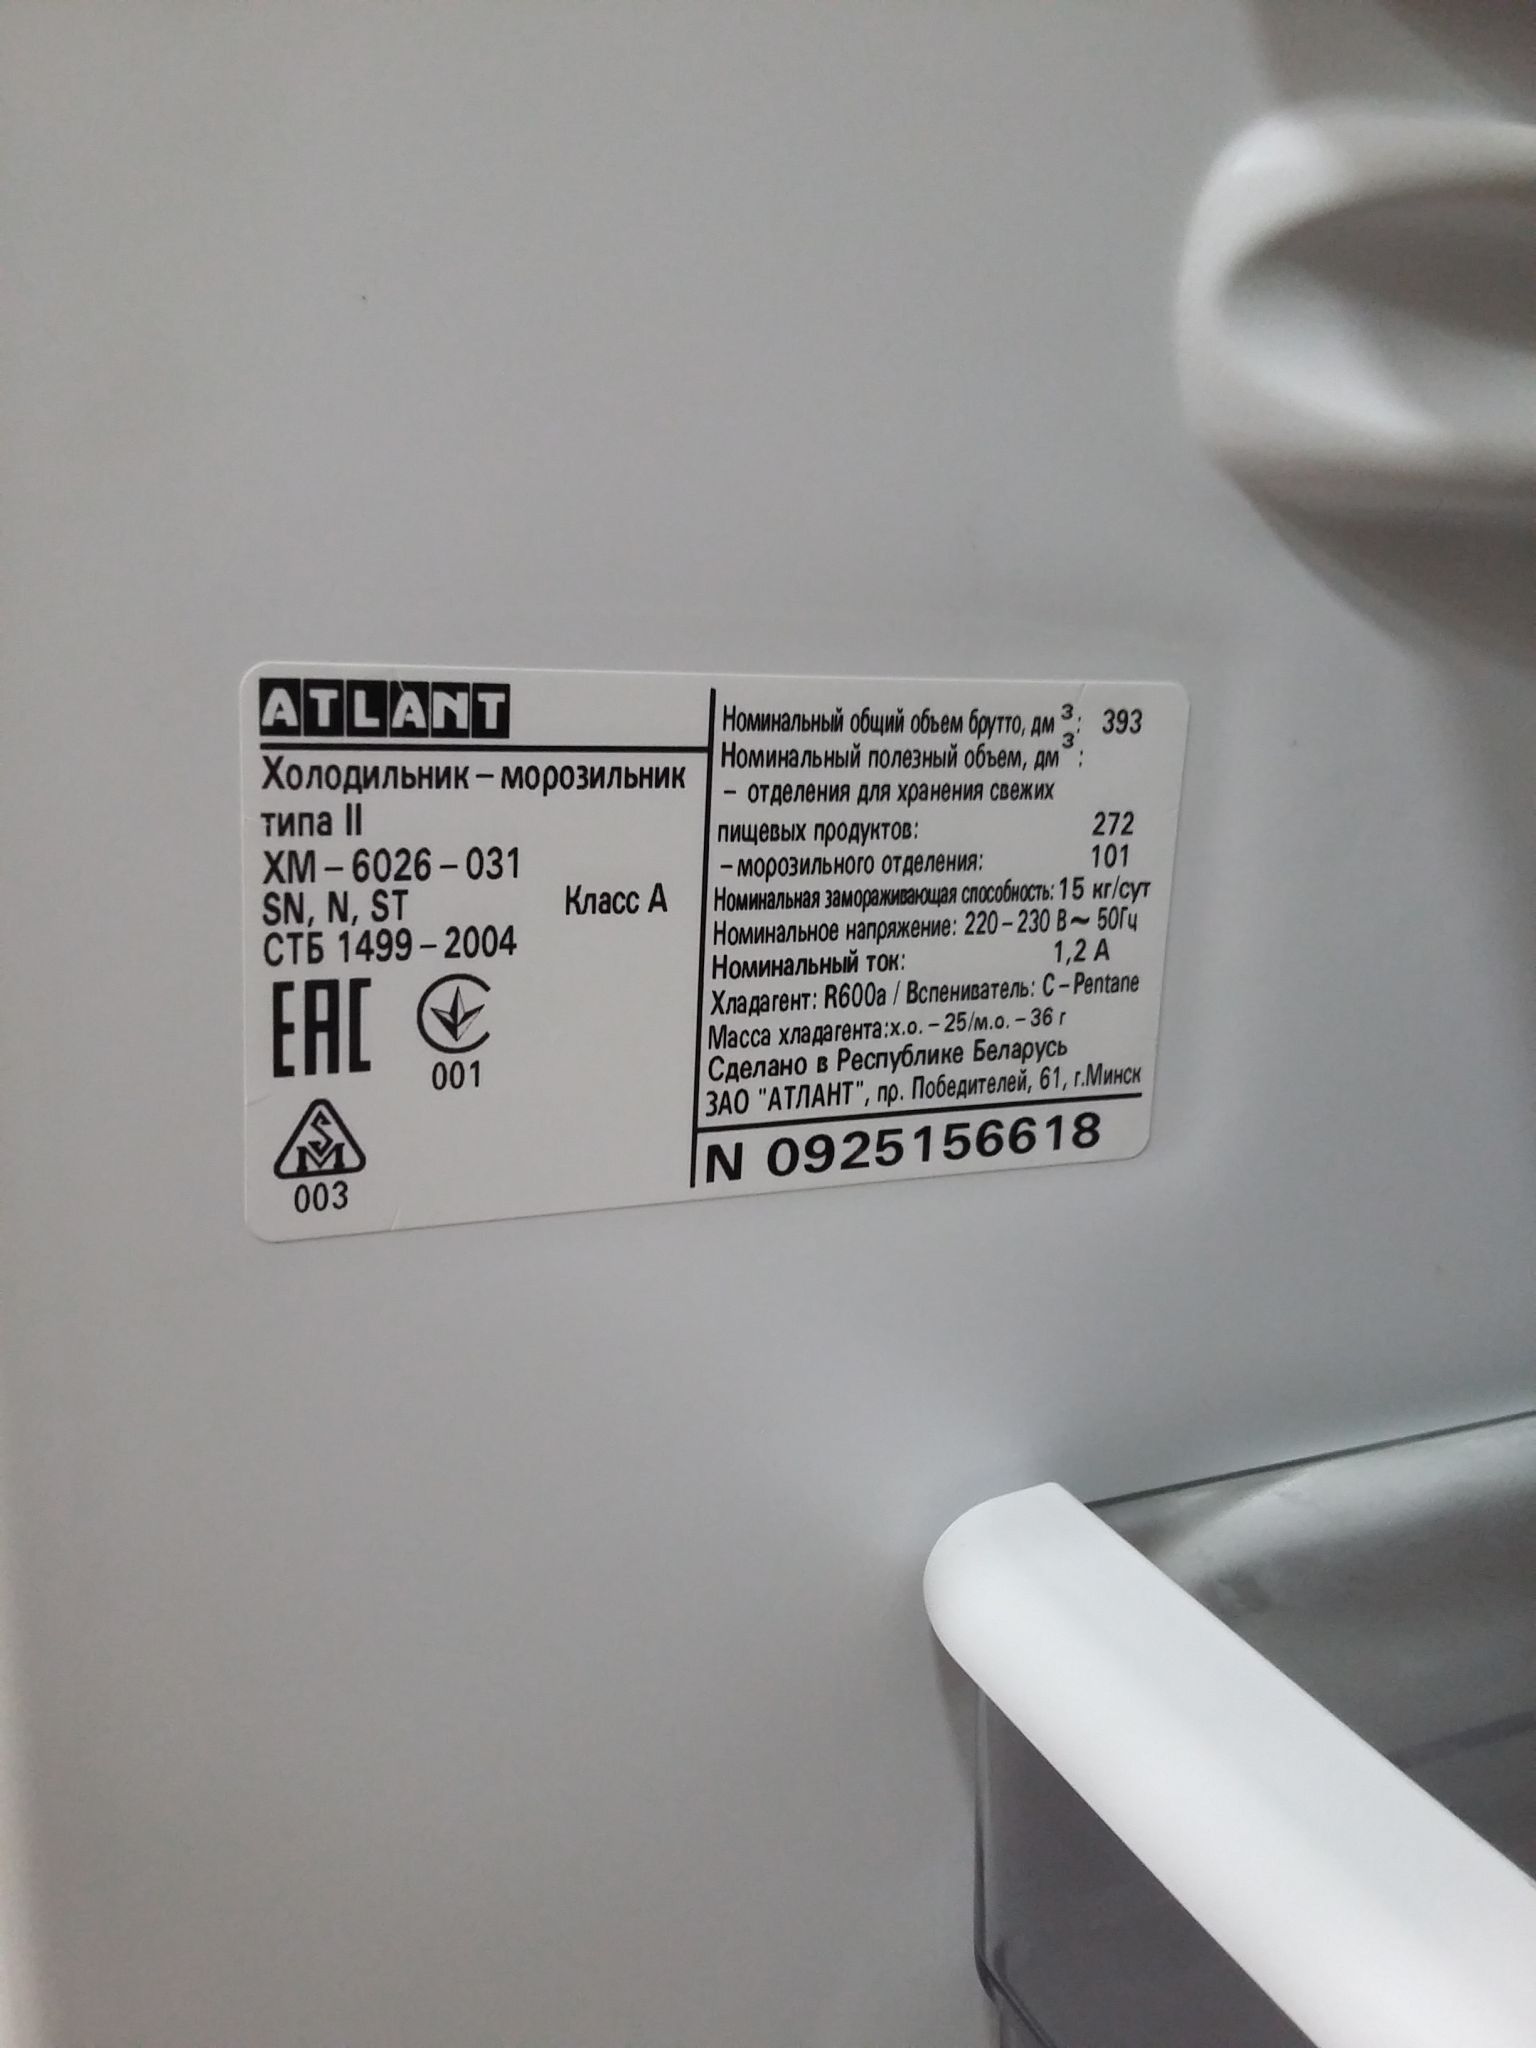 ATLANT
Холодильник – морозильник
типа II
ХМ – 6026 – 031
SN, N, ST Класс А
СТБ 1499 – 2004
EAC
001
SM
003
Номинальный общий объем брутто, дм³: 393
Номинальный полезный объем, дм³:
– отделения для хранения свежих
пищевых продуктов: 272
– морозильного отделения: 101
Номинальная замораживающая способность: 15 кг/сут
Номинальное напряжение: 220 – 230 В ~ 50Гц
Номинальный ток: 1,2 А
Хладагент: R600a / Вспениватель: C – Pentane
Масса хладагента:х.о. – 25/м.о. – 36 г
Сделано в Республике Беларусь
ЗАО "АТЛАНТ", пр. Победителей, 61, г.Минск
N 0925156618